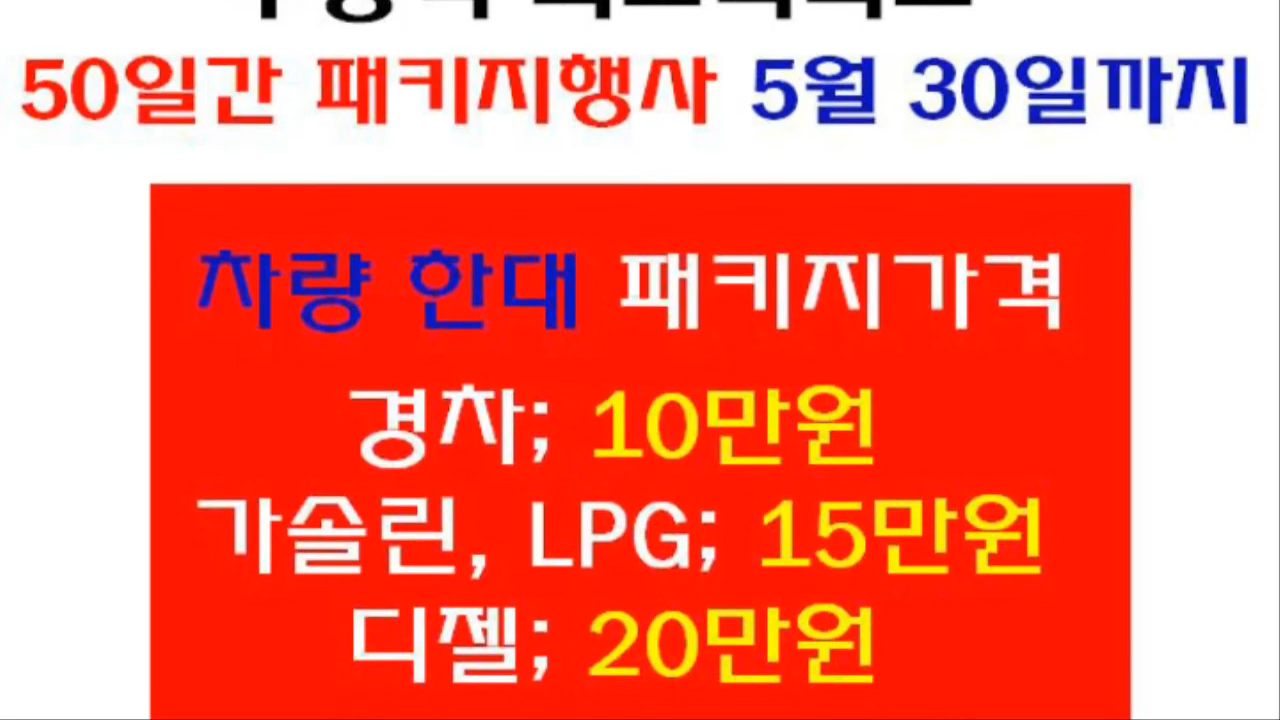 50일간 패키지행사 5월 30일까지
차량 한대 패키지가격
경차; 10만원
가솔린, LPG; 15만원
디젤; 20만원